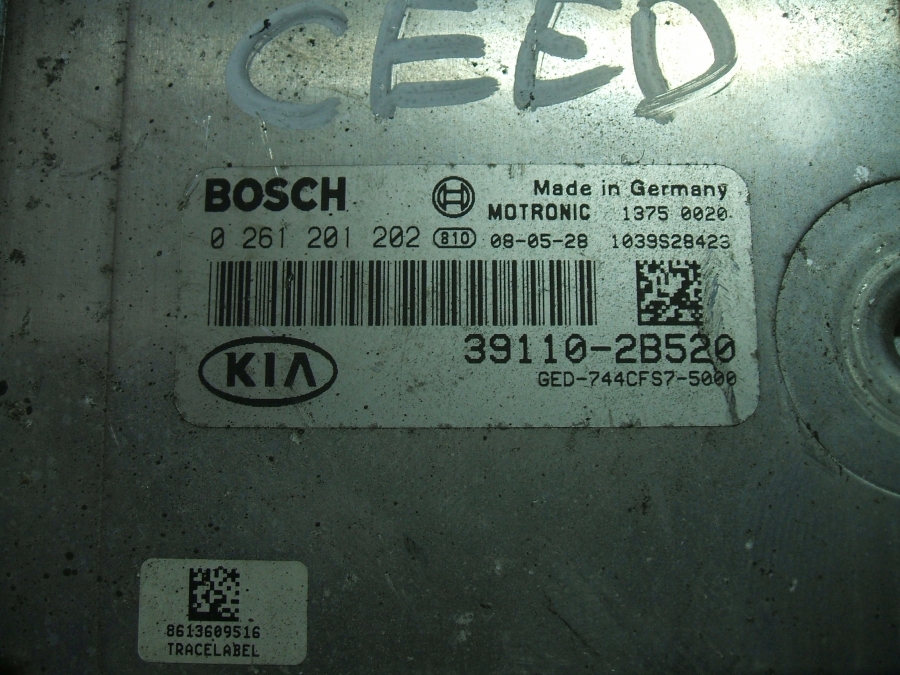 CEED
BOSCH Made in Germany
MOTRONIC 1375 0020
0 261 201 202 810 08-05-28 1039S28423
KIA 39110-2B520
GED-744CFS7-5000
8613609516
TRACELABEL